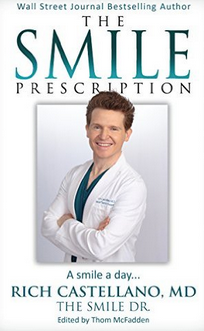 Wall Street Journal Bestselling Author
THE
SMILE
PRESCRIPTION
A smile a day...
RICH CASTELLANO, MD
THE SMILE DR.
Edited by Thom McFadden